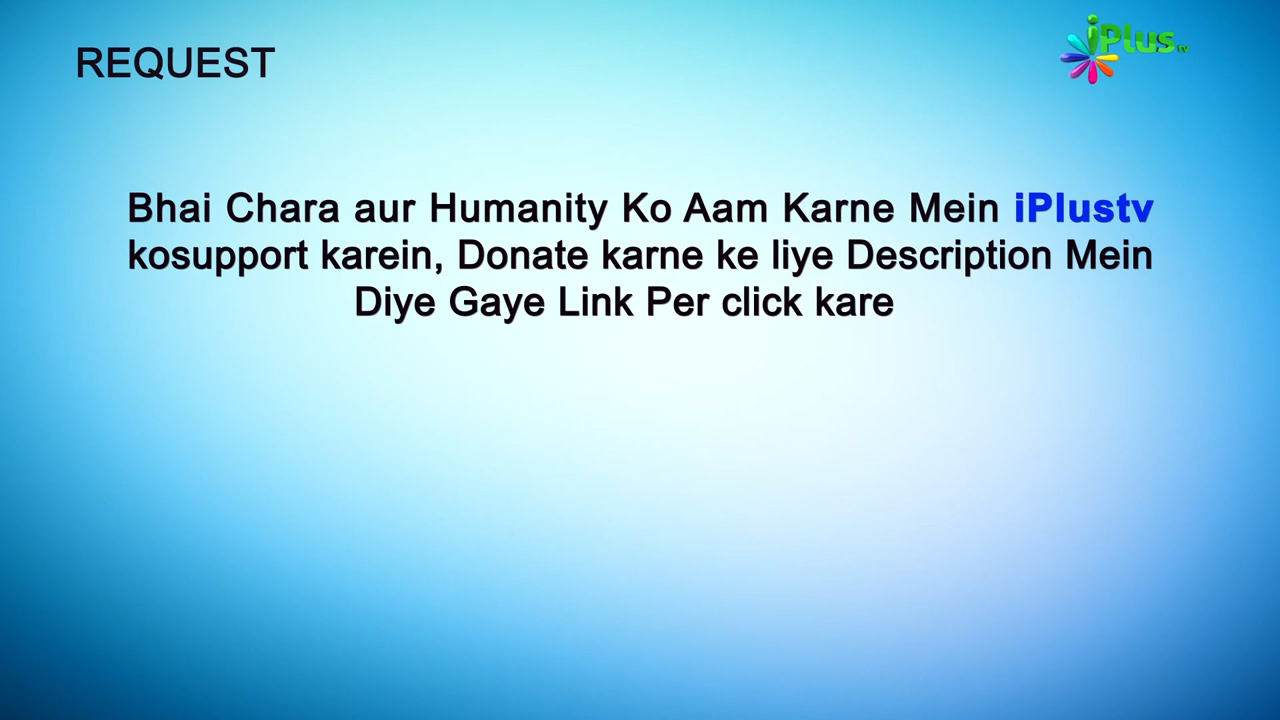 REQUEST
iPlus tv
Bhai Chara aur Humanity Ko Aam Karne Mein iPlustv
kosupport karein, Donate karne ke liye Description Mein
Diye Gaye Link Per click kare